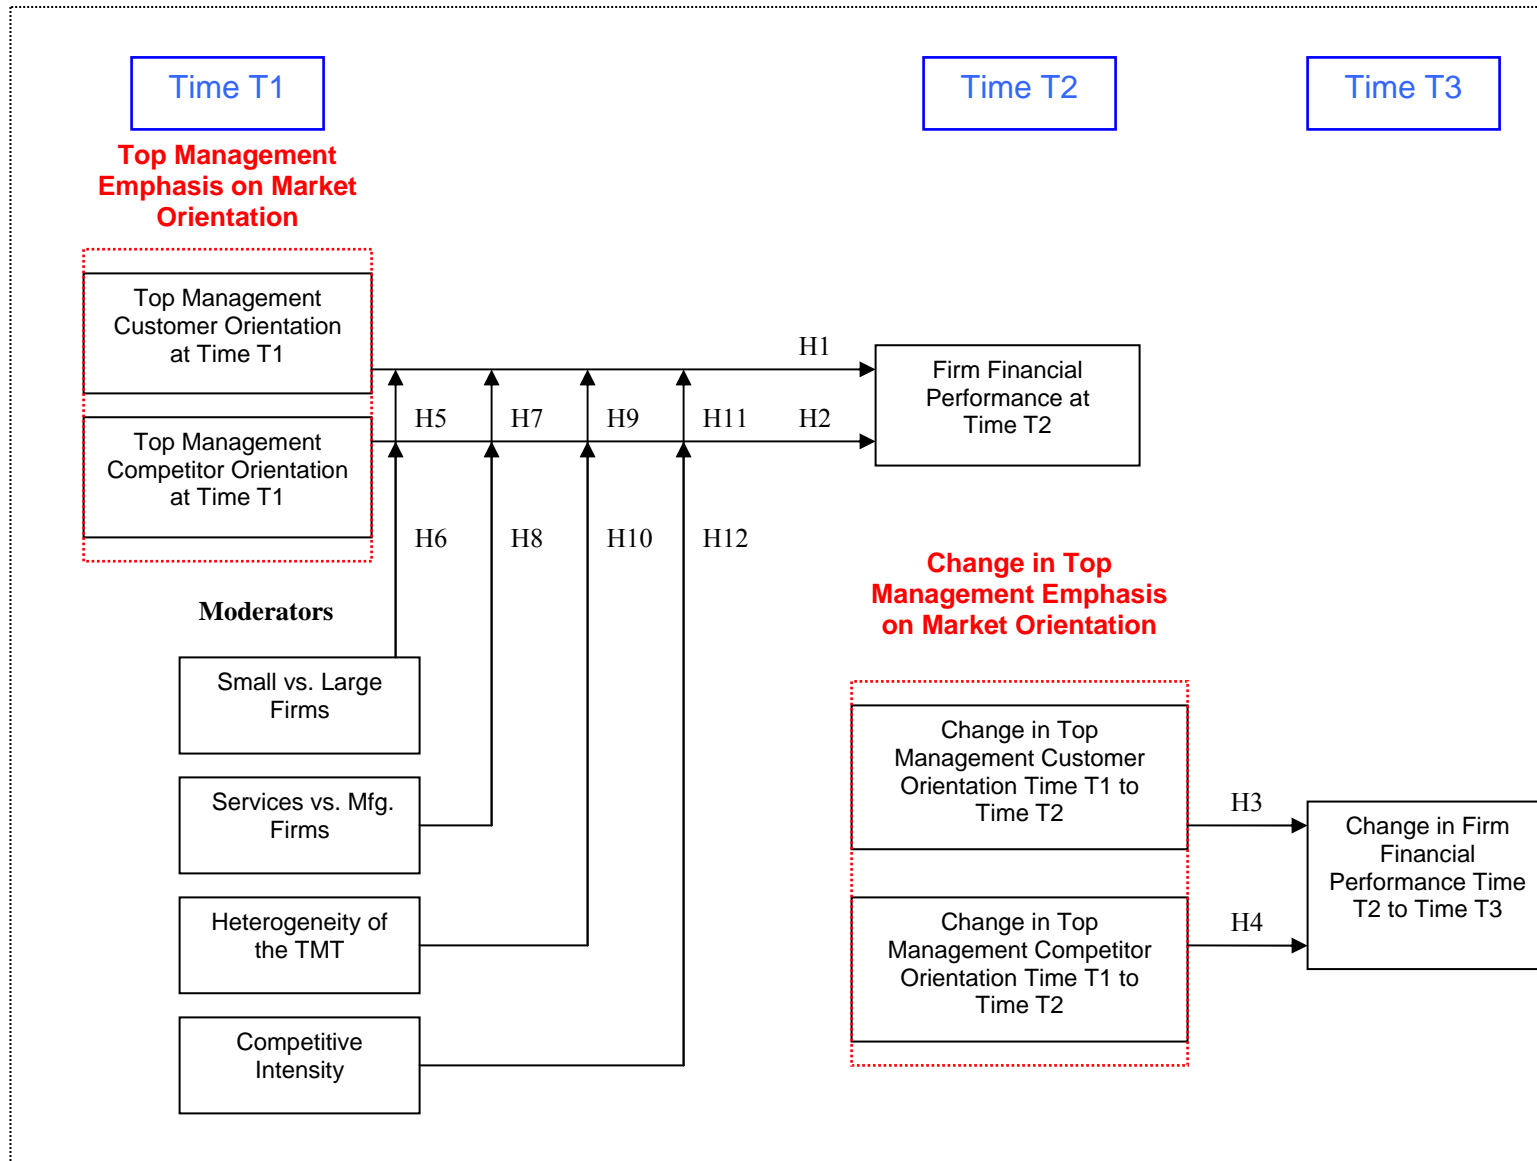 Time T1
Time T2
Time T3
Top Management
Emphasis on Market
Orientation
Top Management
Customer Orientation
at Time T1
H1
Firm Financial
Performance at
Time T2
H5
H7
H9
H11
H2
Top Management
Competitor Orientation
at Time T1
H6
H8
H10
H12
Change in Top
Management Emphasis
on Market Orientation
Moderators
Small vs. Large
Firms
Services vs. Mfg.
Firms
Heterogeneity of
the TMT
Competitive
Intensity
Change in Top
Management Customer
Orientation Time T1 to
Time T2
H3
Change in Firm
Financial
Performance Time
T2 to Time T3
Change in Top
Management Competitor
Orientation Time T1 to
Time T2
H4